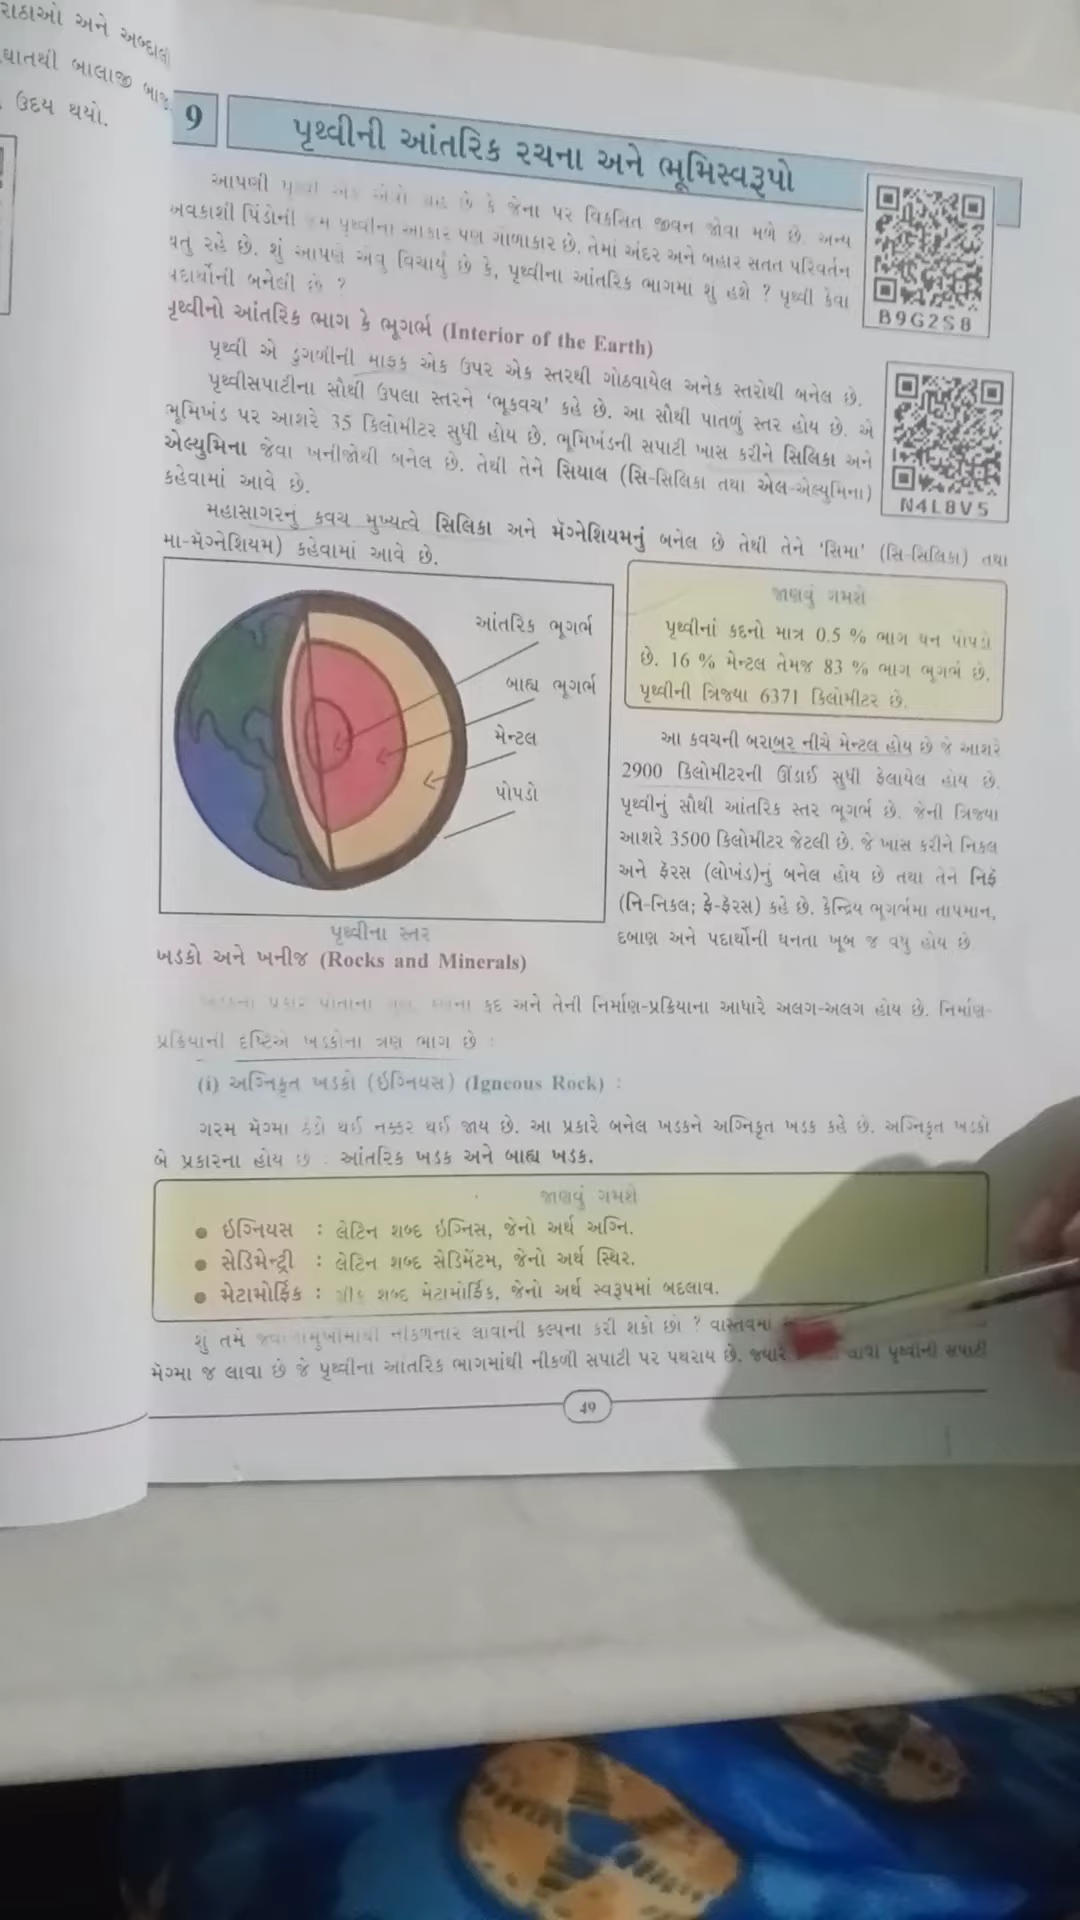 રાઠાઓ અને અબ્દાલી
ઘાતથી બાલાજી બાજી
ઉદય થયો.
9
પૃથ્વીની આંતરિક રચના અને ભૂમિસ્વરૂપો
આપણી પૃથ્વી એક એવો ગ્રહ છે કે જેના પર વિકસિત જીવન જોવા મળે છે. અન્ય
અવકાશી પિંડોની જેમ પૃથ્વીના આકાર પણ ગોળાકાર છે. તેમાં અંદર અને બહાર સતત પરિવર્તન
થતું રહે છે. શું આપણે એવું વિચાર્યું છે કે, પૃથ્વીના આંતરિક ભાગમાં શું હશે ? પૃથ્વી કેવા
પદાર્થોની બનેલી છે ?
B9G2S8
પૃથ્વીનો આંતરિક ભાગ કે ભૂગર્ભ (Interior of the Earth)
પૃથ્વી એ ડુંગળીની માફક એક ઉપર એક સ્તરથી ગોઠવાયેલ અનેક સ્તરોથી બનેલ છે.
પૃથ્વીસપાટીના સૌથી ઉપલા સ્તરને 'ભૂકવચ' કહે છે. આ સૌથી પાતળું સ્તર હોય છે. એ
ભૂમિખંડ પર આશરે 35 કિલોમીટર સુધી હોય છે. ભૂમિખંડની સપાટી ખાસ કરીને સિલિકા અને
એલ્યુમિના જેવા ખનીજોથી બનેલ છે. તેથી તેને સિયાલ (સિ-સિલિકા તથા એલ-એલ્યુમિના)
કહેવામાં આવે છે.
N4L8V5
મહાસાગરનું કવચ મુખ્યત્વે સિલિકા અને મૅગ્નેશિયમનું બનેલ છે તેથી તેને 'સિમા' (સિ-સિલિકા) તથા
મા-મૅગ્નેશિયમ) કહેવામાં આવે છે.
આંતરિક ભૂગર્ભ
બાહ્ય ભૂગર્ભ
મેન્ટલ
પોપડો
પૃથ્વીના સ્તર
જાણવું ગમશે
પૃથ્વીનાં કદનો માત્ર 0.5 % ભાગ ઘન પોપડો
છે. 16 % મેન્ટલ તેમજ 83 % ભાગ ભૂગર્ભ છે.
પૃથ્વીની ત્રિજ્યા 6371 કિલોમીટર છે.
આ કવચની બરાબર નીચે મેન્ટલ હોય છે જે આશરે
2900 કિલોમીટરની ઊંડાઈ સુધી ફેલાયેલ હોય છે.
પૃથ્વીનું સૌથી આંતરિક સ્તર ભૂગર્ભ છે. જેની ત્રિજ્યા
આશરે 3500 કિલોમીટર જેટલી છે. જે ખાસ કરીને નિકલ
અને ફૅરસ (લોખંડ)નું બનેલ હોય છે તથા તેને નિફે
(નિ-નિકલ; ફે-ફૅરસ) કહે છે. કેન્દ્રિય ભૂગર્ભમાં તાપમાન,
દબાણ અને પદાર્થોની ઘનતા ખૂબ જ વધુ હોય છે
ખડકો અને ખનીજ (Rocks and Minerals)
પ્રકાર પોતાના કદ અને તેની નિર્માણ-પ્રક્રિયાના આધારે અલગ-અલગ હોય છે. નિર્માણ-
પ્રક્રિયાની દૃષ્ટિએ ખડકોના ત્રણ ભાગ છે :
(i) અગ્નિકૃત ખડકો (ઇગ્નિયસ) (Igneous Rock) :
ગરમ મૅગ્મા ઠંડો થઈ નક્કર થઈ જાય છે. આ પ્રકારે બનેલ ખડકને અગ્નિકૃત ખડક કહે છે. અગ્નિકૃત ખડકો
બે પ્રકારના હોય છે : આંતરિક ખડક અને બાહ્ય ખડક.
જાણવું ગમશે
● ઇગ્નિયસ : લેટિન શબ્દ ઇગ્નિસ, જેનો અર્થ અગ્નિ.
● સેડિમેન્ટ્રી : લેટિન શબ્દ સેડિમેંટમ, જેનો અર્થ સ્થિર.
● મેટામોર્ફિક : ગ્રીક શબ્દ મેટામોર્ફિક, જેનો અર્થ સ્વરૂપમાં બદલાવ.
શું તમે જ્વાળામુખીમાંથી નીકળનાર લાવાની કલ્પના કરી શકો છો ? વાસ્તવમાં
મૅગ્મા જ લાવા છે જે પૃથ્વીના આંતરિક ભાગમાંથી નીકળી સપાટી પર પથરાય છે. જ્યારે લાવા પૃથ્વીની સપાટી
49